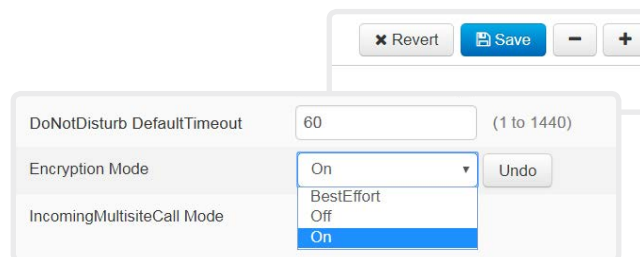 ✖ Revert Save − +
DoNotDisturb DefaultTimeout 60 (1 to 1440)
Encryption Mode On ▾ Undo
BestEffort
IncomingMultisiteCall Mode Off
On